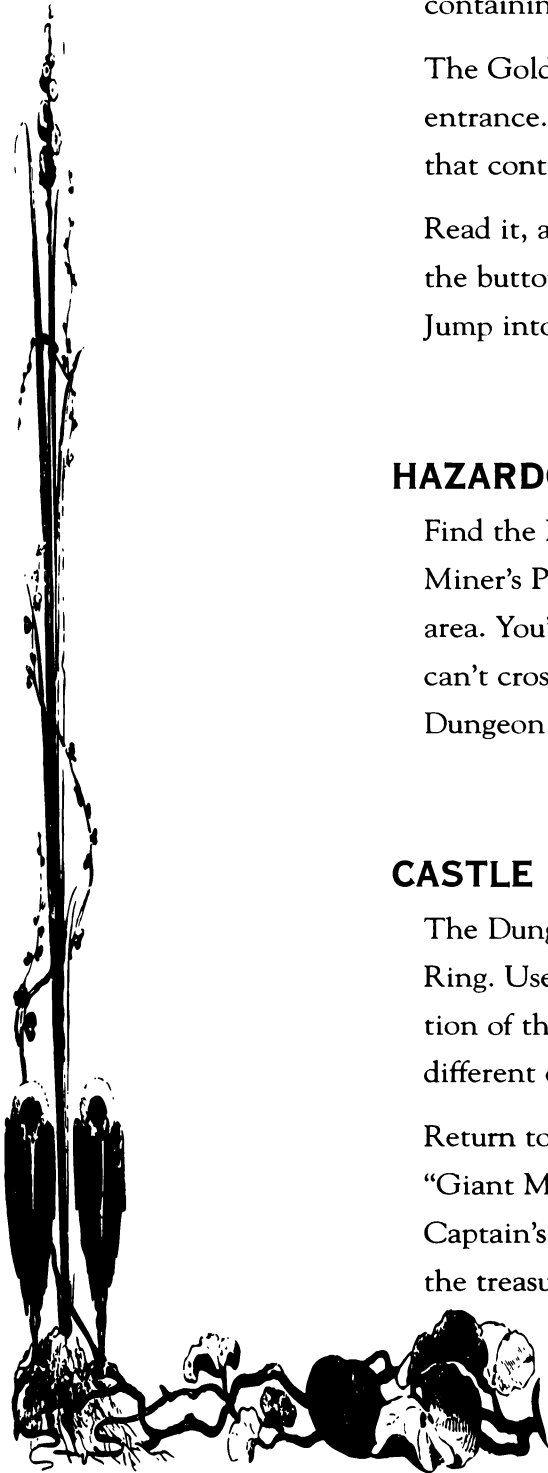 containin
The Gold
entrance.
that cont
Read it, a
the butto
Jump into
HAZARDO
Find the
Miner's P
area. You'
can't cros
Dungeon
CASTLE
The Dung
Ring. Use
tion of th
different
Return to
“Giant M
Captain's
the treasu